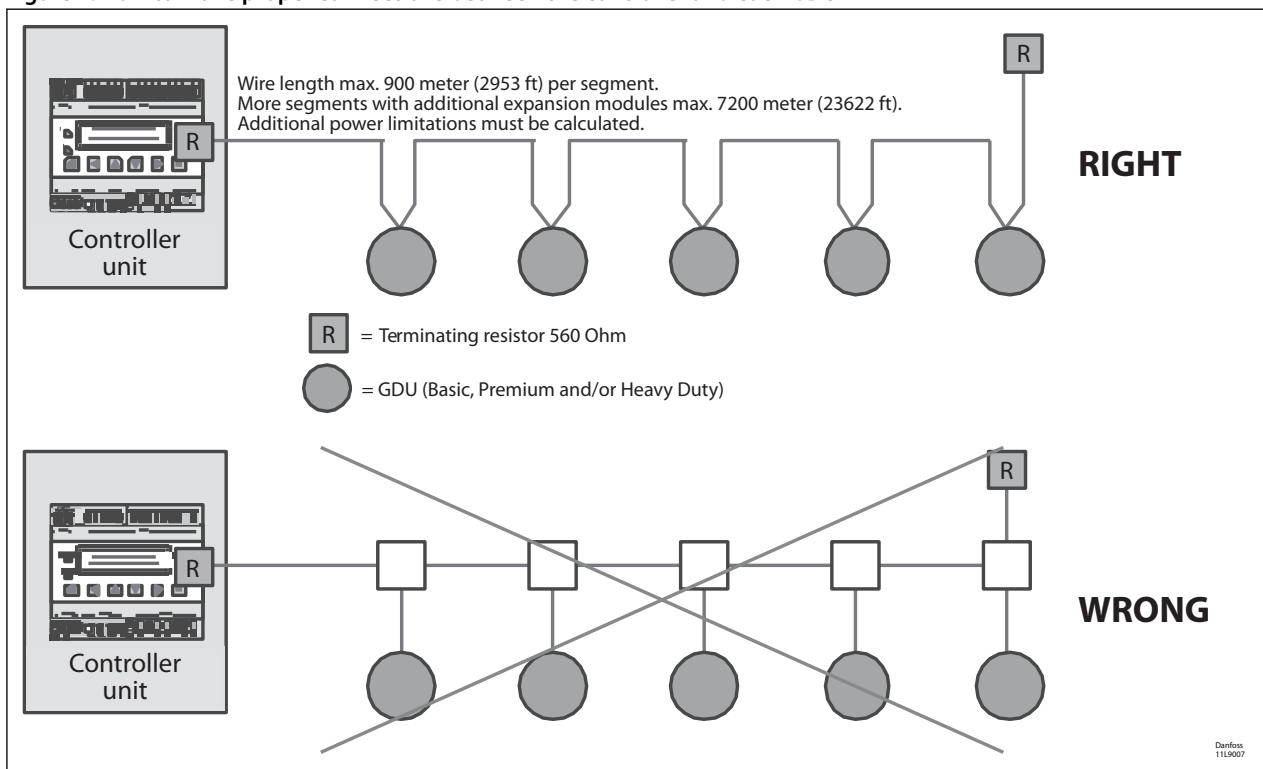 Wire length max. 900 meter (2953 ft) per segment.
More segments with additional expansion modules max. 7200 meter (23622 ft).
Additional power limitations must be calculated.
R
R
RIGHT
Controller
unit
R = Terminating resistor 560 Ohm
= GDU (Basic, Premium and/or Heavy Duty)
R
R
WRONG
Controller
unit
Danfoss
11L9007